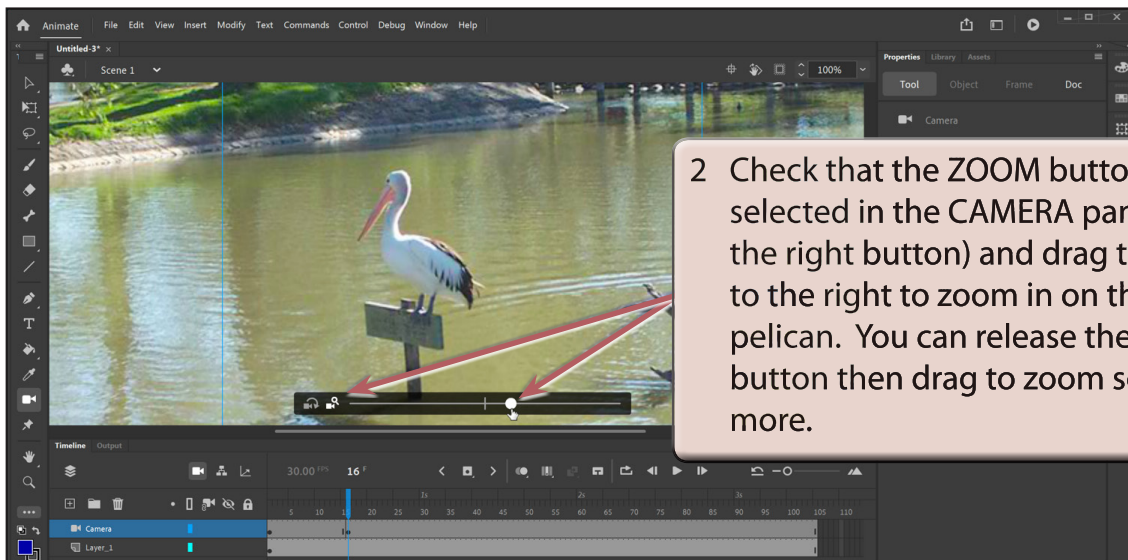 Animate File Edit View Insert Modify Text Commands Control Debug Window Help
Untitled-3* ×
Scene 1
100%
Properties Library Assets
Tool Object Frame Doc
Camera
2 Check that the ZOOM butto
selected in the CAMERA par
the right button) and drag t
to the right to zoom in on th
pelican. You can release the
button then drag to zoom s
more.
Timeline Output
30.00 FPS 16 F
1s 2s 3s
5 10 15 20 25 30 35 40 45 50 55 60 65 70 75 80 85 90 95 100 105 110
Camera
Layer_1